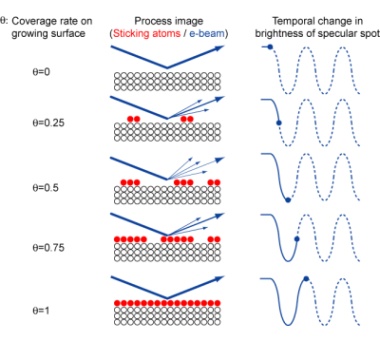 θ: Coverage rate on
growing surface
Process image
(Sticking atoms / e-beam)
Temporal change in
brightness of specular spot
θ=0
θ=0.25
θ=0.5
θ=0.75
θ=1